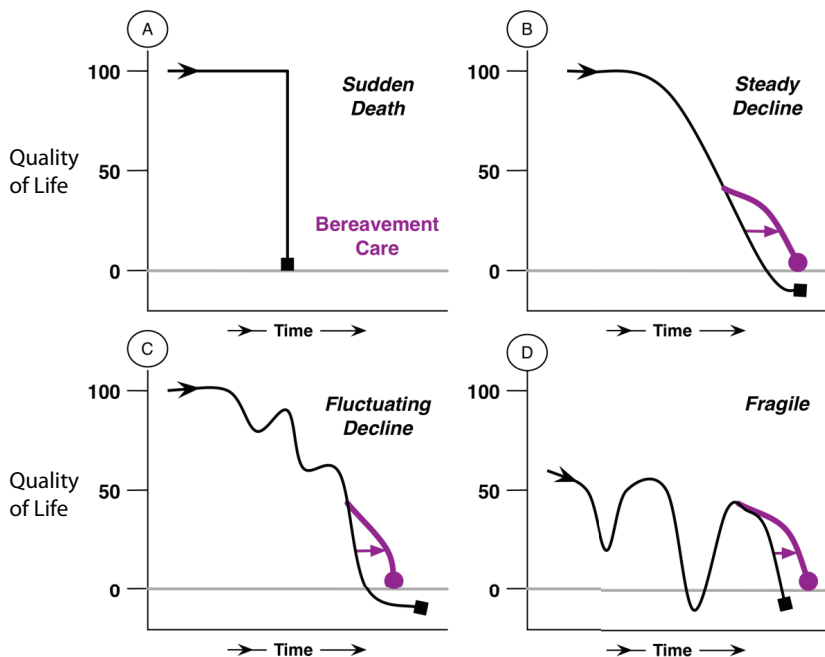 A
B
100
Sudden
Death
Quality
of Life
50
Bereavement
Care
0
Time
100
Steady
Decline
50
0
Time
C
D
100
Fluctuating
Decline
Quality
of Life
50
0
Time
100
Fragile
50
0
Time